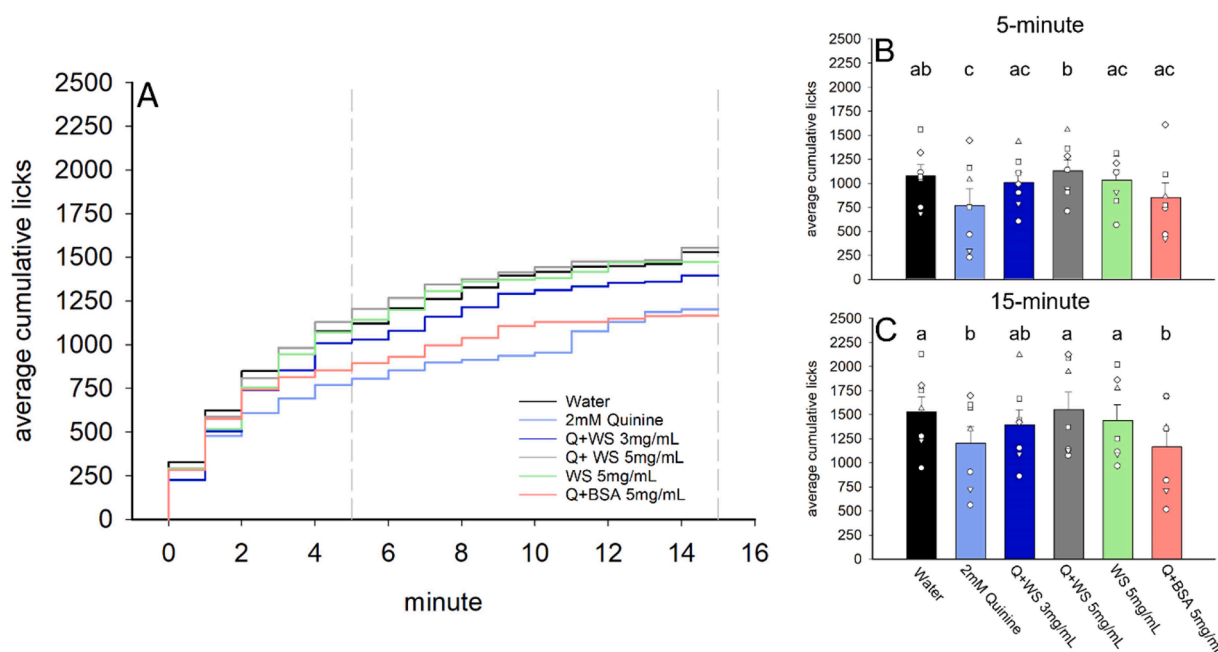 A
average cumulative licks
2500
2250
2000
1750
1500
1250
1000
750
500
250
0
0 2 4 6 8 10 12 14 16
minute
Water
2mM Quinine
Q+WS 3mg/mL
Q+ WS 5mg/mL
WS 5mg/mL
Q+BSA 5mg/mL
5-minute
B
average cumulative licks
2500
2250
2000
1750
1500
1250
1000
750
500
250
0
ab c ac b ac ac
15-minute
C
average cumulative licks
2500
2250
2000
1750
1500
1250
1000
750
500
250
0
a b ab a a b
Water
2mM Quinine
Q+WS 3mg/mL
Q+WS 5mg/mL
WS 5mg/mL
Q+BSA 5mg/ml